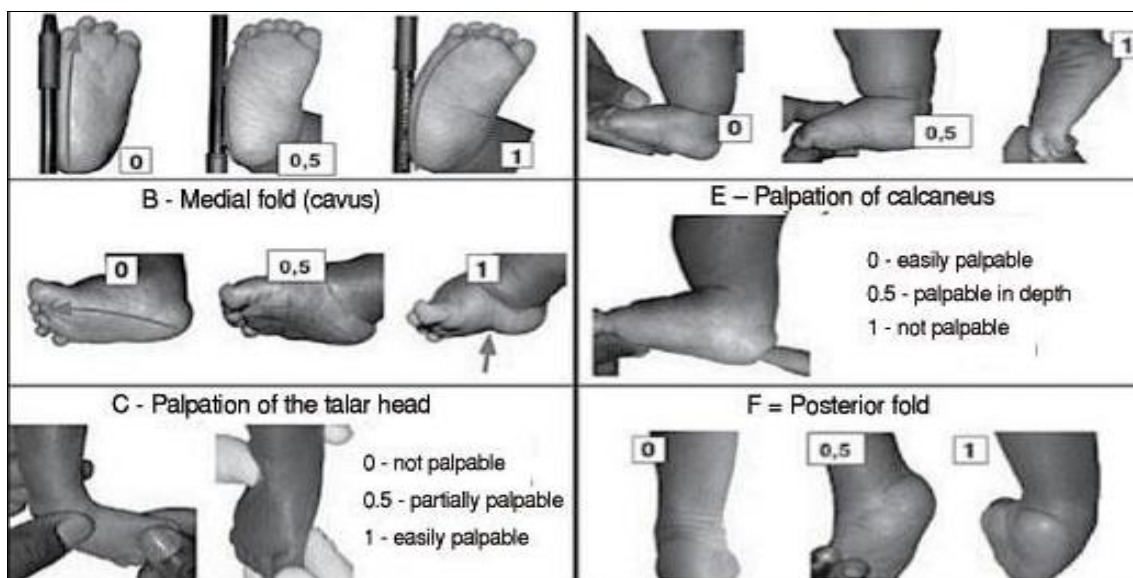 0
0,5
1
0
0,5
1
B - Medial fold (cavus)
0
0,5
1
E – Palpation of calcaneus
0 - easily palpable
0.5 - palpable in depth
1 - not palpable
C - Palpation of the talar head
0 - not palpable
0.5 - partially palpable
1 - easily palpable
F = Posterior fold
0
0,5
1